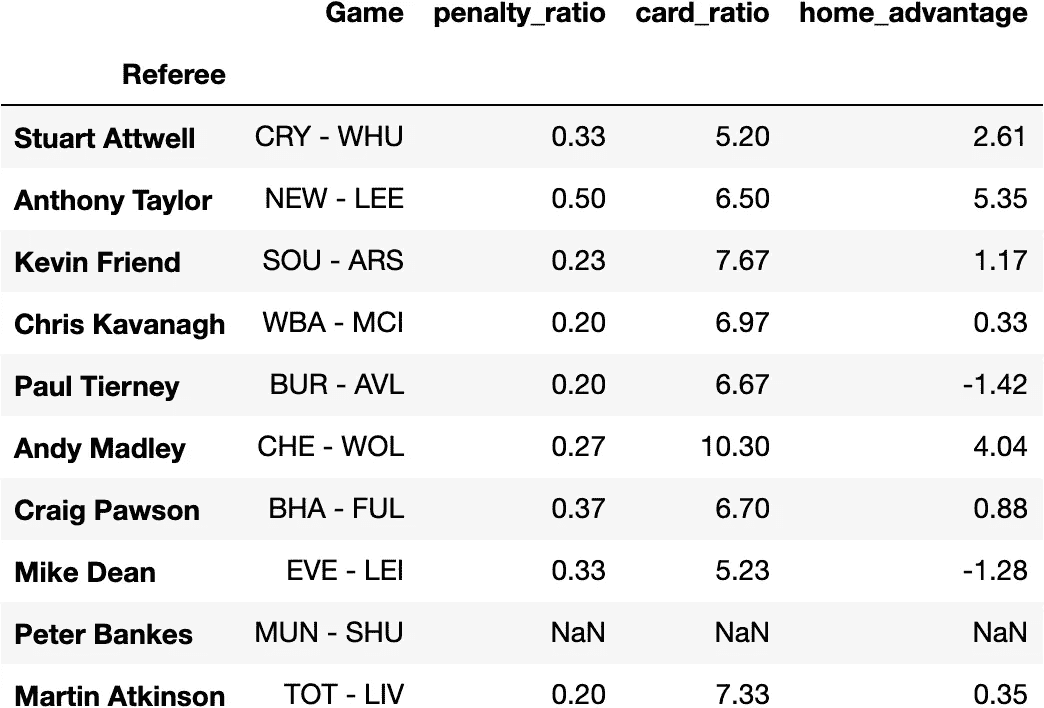 Game penalty_ratio card_ratio home_advantage
Referee
Stuart Attwell CRY - WHU 0.33 5.20 2.61
Anthony Taylor NEW - LEE 0.50 6.50 5.35
Kevin Friend SOU - ARS 0.23 7.67 1.17
Chris Kavanagh WBA - MCI 0.20 6.97 0.33
Paul Tierney BUR - AVL 0.20 6.67 -1.42
Andy Madley CHE - WOL 0.27 10.30 4.04
Craig Pawson BHA - FUL 0.37 6.70 0.88
Mike Dean EVE - LEI 0.33 5.23 -1.28
Peter Bankes MUN - SHU NaN NaN NaN
Martin Atkinson TOT - LIV 0.20 7.33 0.35